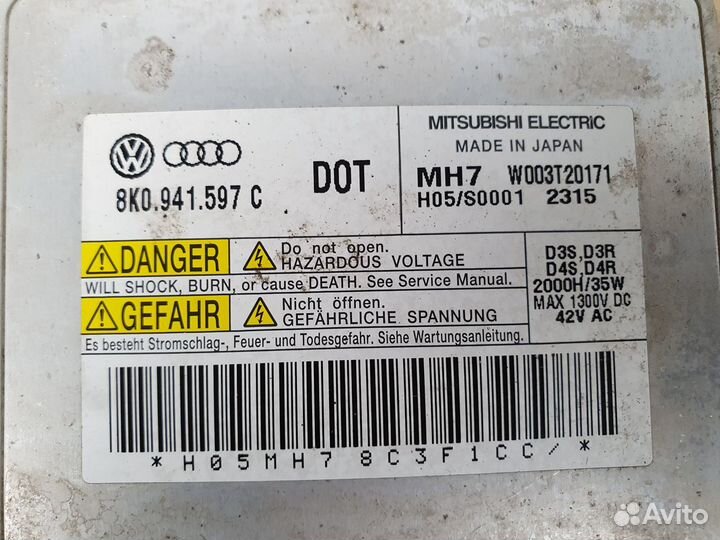 MITSUBISHI ELECTRIC
MADE IN JAPAN
8K0.941.597 C
DOT
MH7 W003T20171
H05/S0001 2315
DANGER
Do not open.
HAZARDOUS VOLTAGE
WILL SHOCK, BURN, or cause DEATH. See Service Manual.
GEFAHR
Nicht öffnen.
GEFÄHRLICHE SPANNUNG
Es besteht Stromschlag-, Feuer- und Todesgefahr. Siehe Wartungsanleitung.
D3S,D3R
D4S,D4R
2000H/35W
MAX 1300V DC
42V AC
*H05MH78C3F1CC/*
Avito